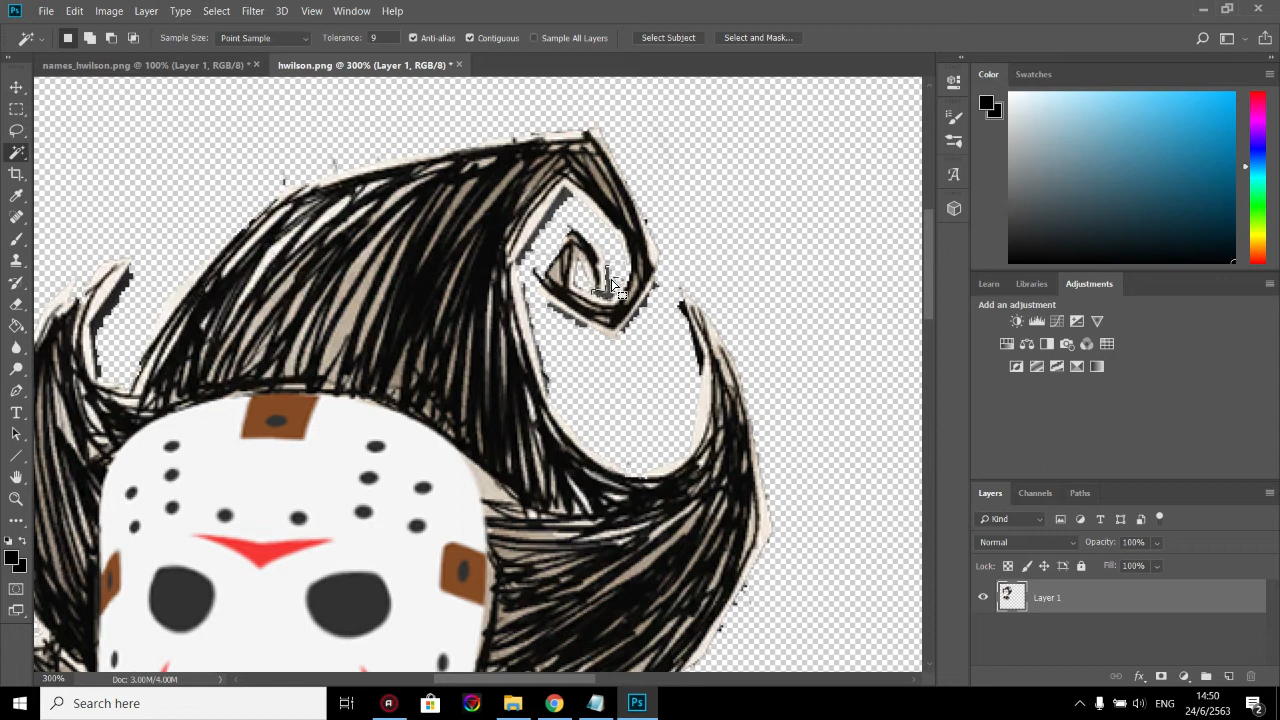 Ps File Edit Image Layer Type Select Filter 3D View Window Help
Sample Size: Point Sample Tolerance: 9 Anti-alias Contiguous Sample All Layers Select Subject Select and Mask...
names_hwilson.png @ 100% (Layer 1, RGB/8) * × hwilson.png @ 300% (Layer 1, RGB/8) * ×
Color Swatches
Learn Libraries Adjustments
Add an adjustment
Layers Channels Paths
Kind
Normal Opacity: 100%
Lock: Fill: 100%
Layer 1
300% Doc: 3.00M/4.00M
Search here
Ps
ENG
14:50
24/6/2563
2